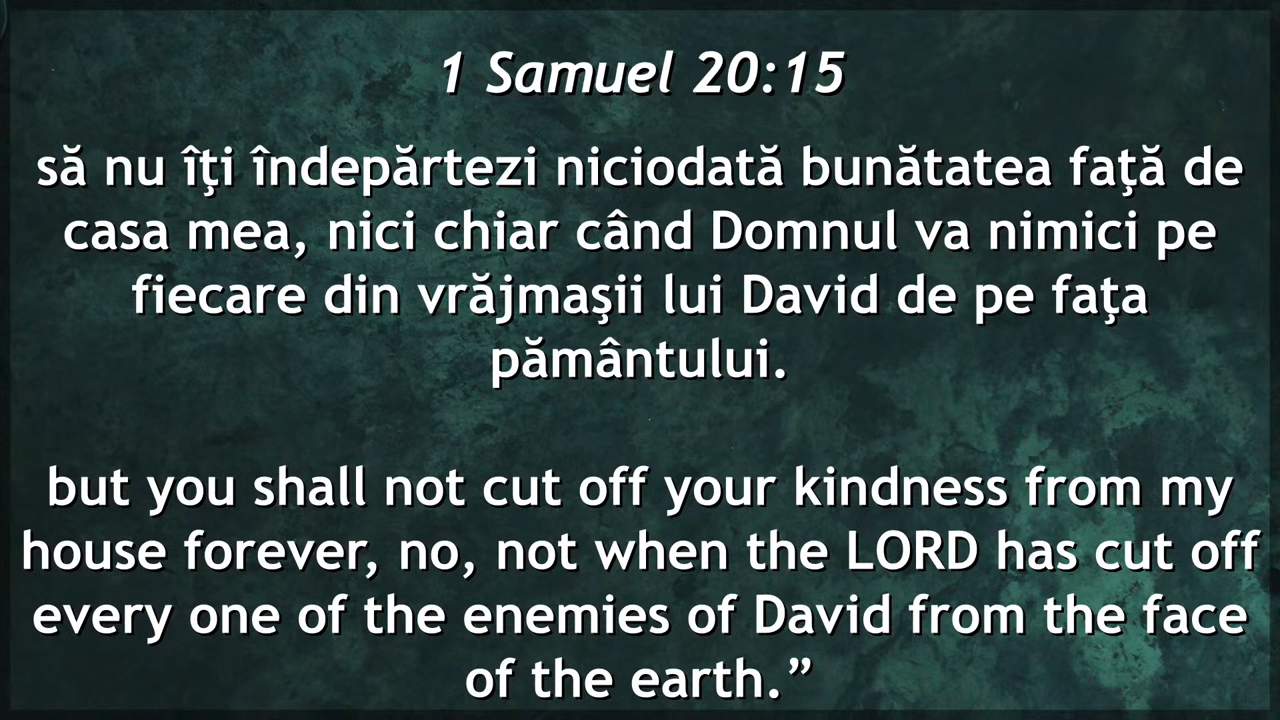 1 Samuel 20:15
să nu îţi îndepărtezi niciodată bunătatea faţă de
casa mea, nici chiar când Domnul va nimici pe
fiecare din vrăjmaşii lui David de pe faţa
pământului.
but you shall not cut off your kindness from my
house forever, no, not when the LORD has cut off
every one of the enemies of David from the face
of the earth.”